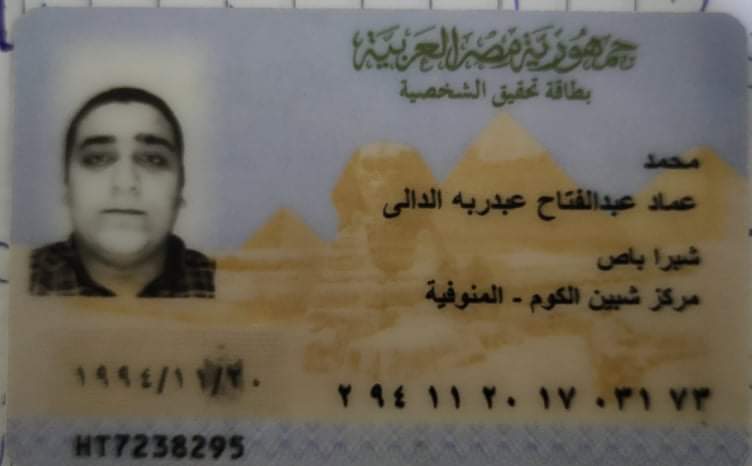 جمهورية مصر العربية
بطاقة تحقيق الشخصية
محمد
عماد عبدالفتاح عبدربه الدالى
شبرا باص
مركز شبين الكوم - المنوفية
١٩٩٤/١١/٢٠
٢ ٩٤ ١١ ٢٠ ١٧ ٠٣١ ٧٣
HT7238295